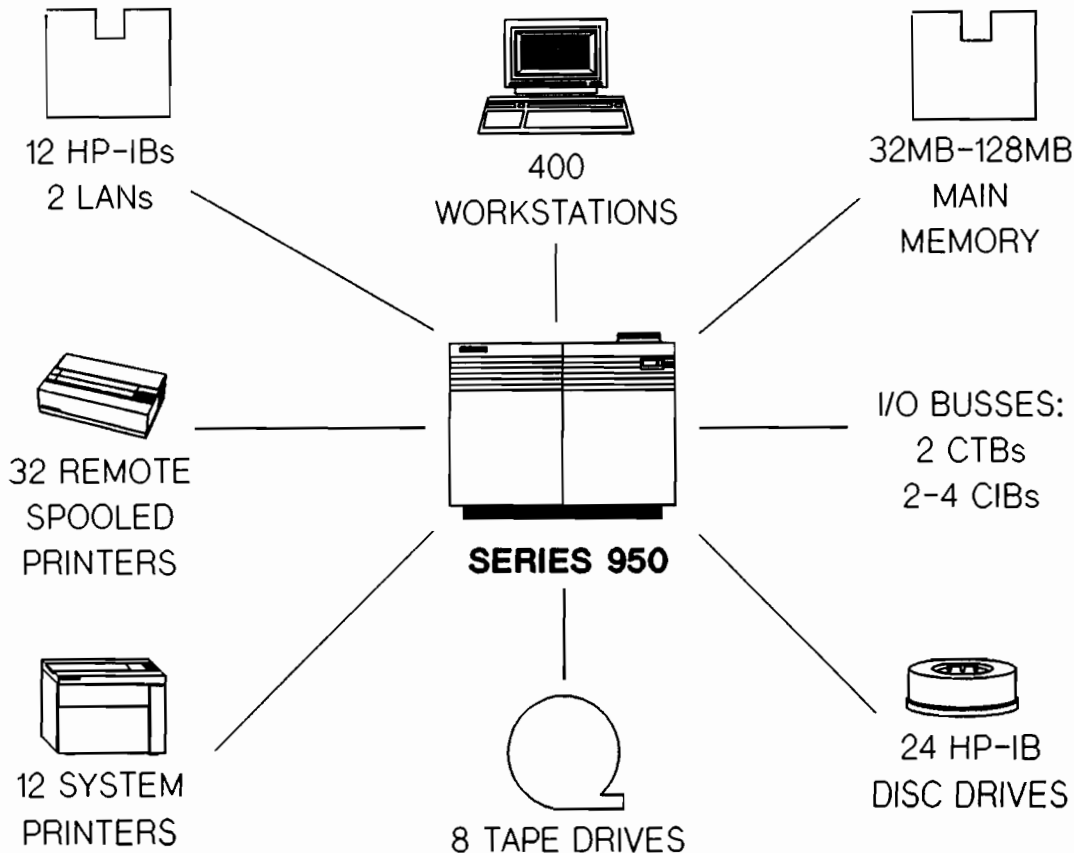 12 HP-IBs
2 LANs
400
WORKSTATIONS
32MB-128MB
MAIN
MEMORY
32 REMOTE
SPOOLED
PRINTERS
SERIES 950
I/O BUSSES:
2 CTBs
2-4 CIBs
12 SYSTEM
PRINTERS
8 TAPE DRIVES
24 HP-IB
DISC DRIVES